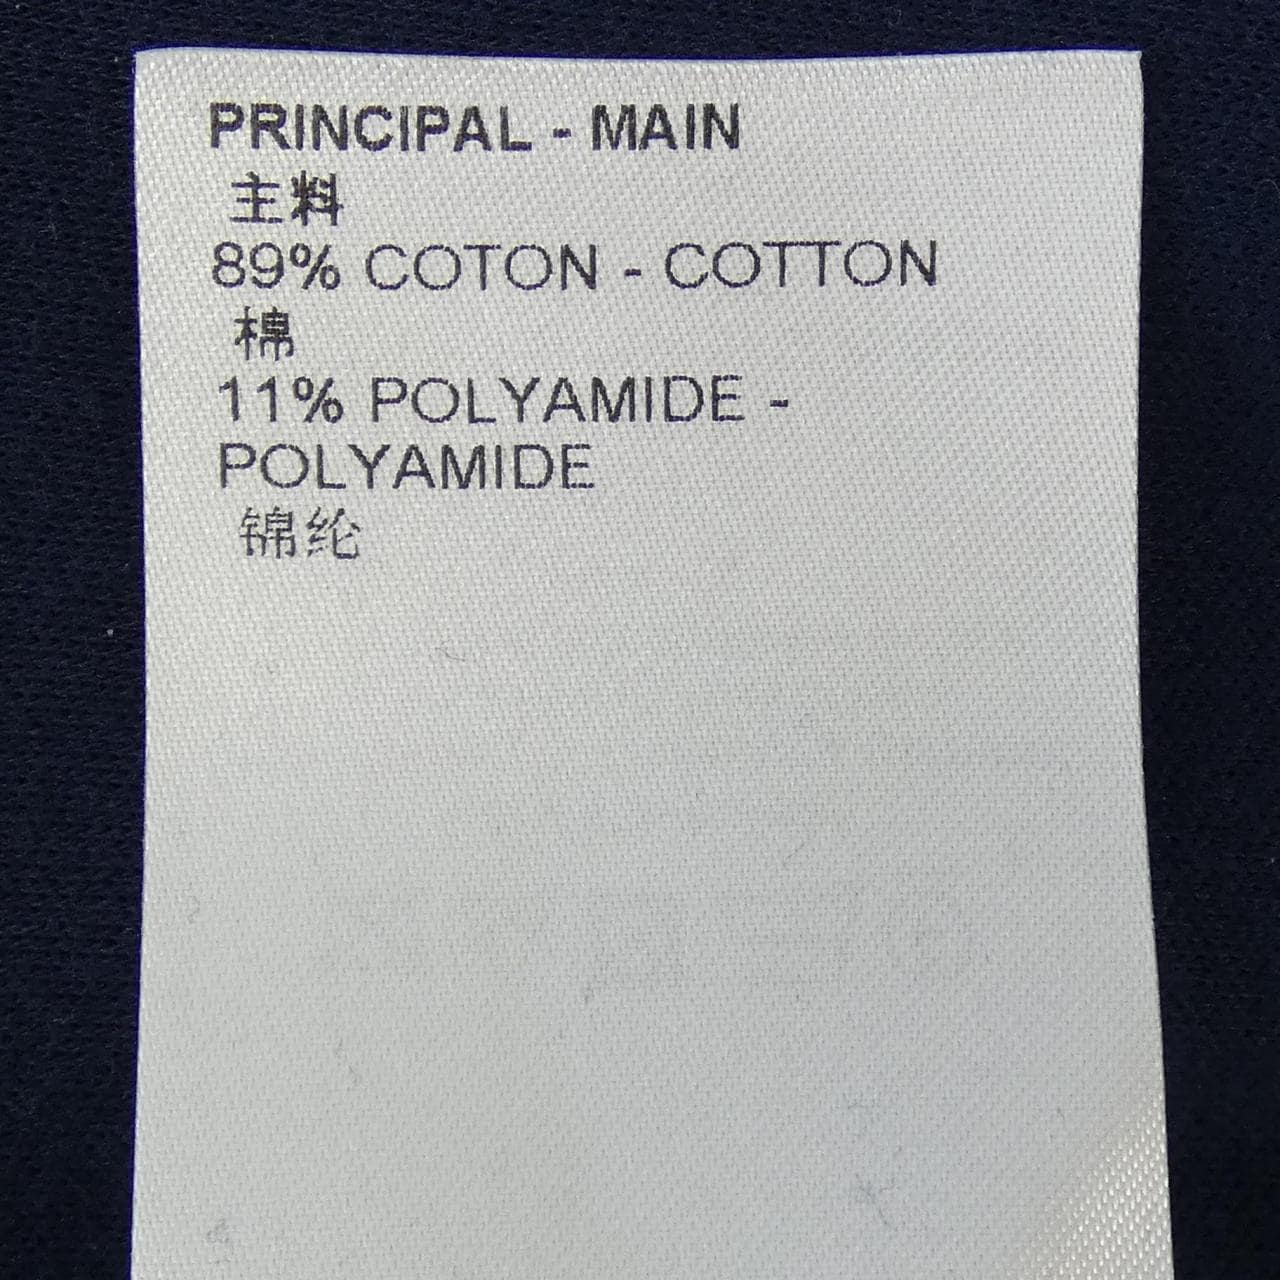 PRINCIPAL - MAIN
主料
89% COTON - COTTON
棉
11% POLYAMIDE -
POLYAMIDE
锦纶